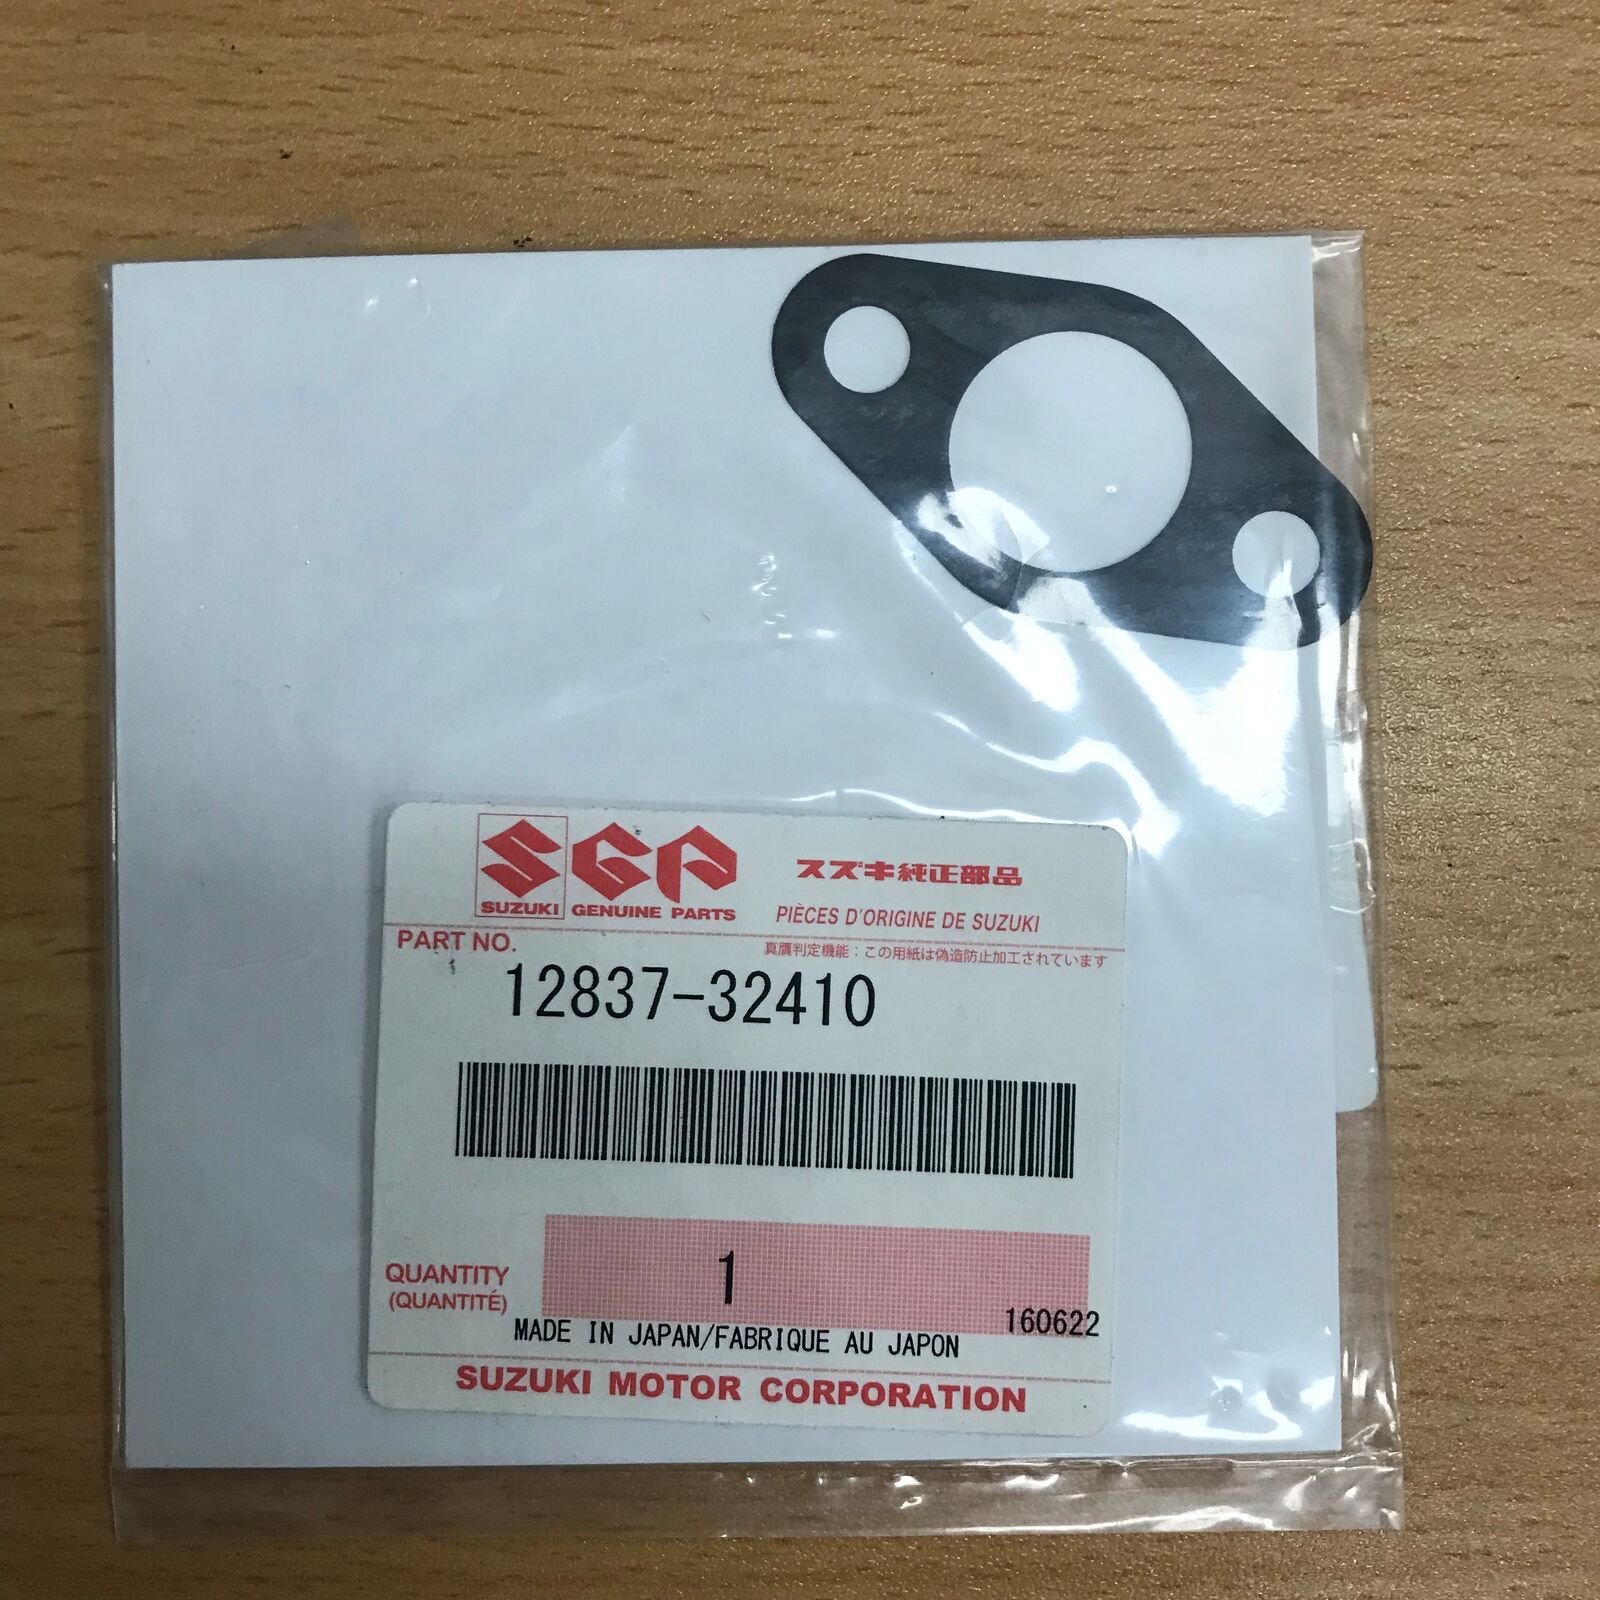 SGP
スズキ純正部品
SUZUKI GENUINE PARTS
PIÈCES D'ORIGINE DE SUZUKI
PART NO.
真贋判定機能：この用紙は偽造防止加工されています
12837-32410
QUANTITY
(QUANTITÉ)
1
160622
MADE IN JAPAN/FABRIQUE AU JAPON
SUZUKI MOTOR CORPORATION